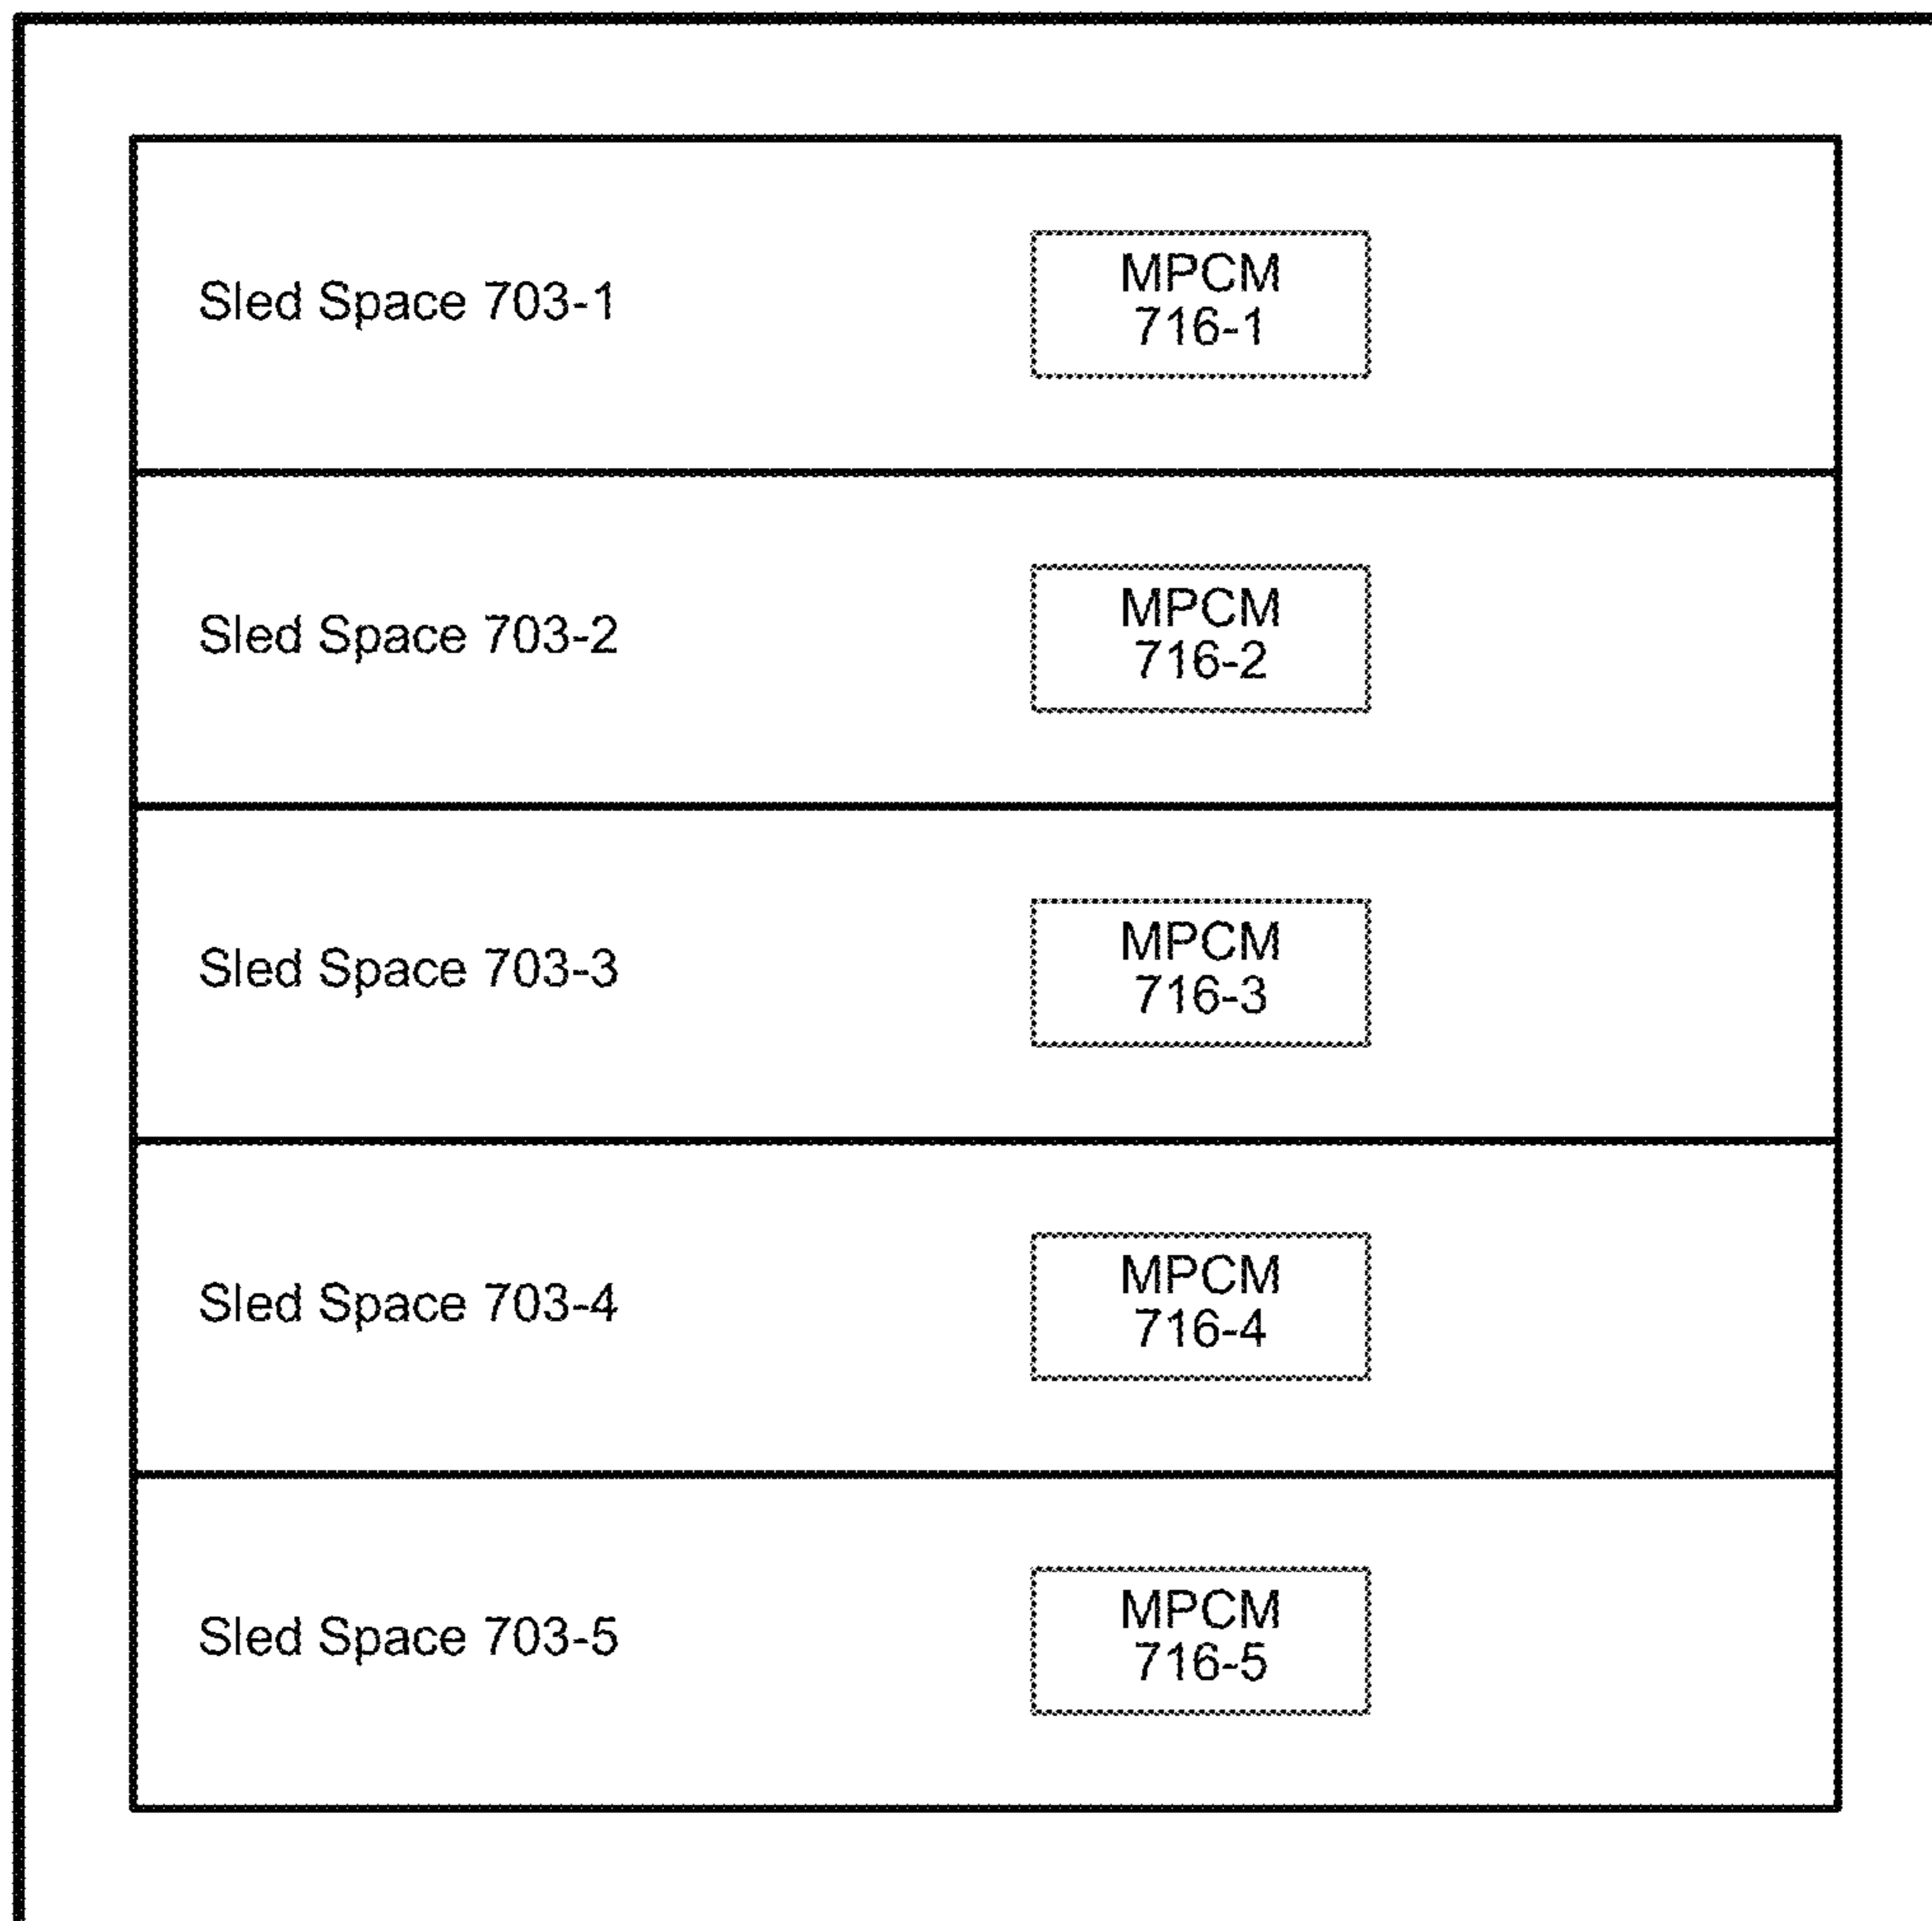 Sled Space 703-1
MPCM
716-1
Sled Space 703-2
MPCM
716-2
Sled Space 703-3
MPCM
716-3
Sled Space 703-4
MPCM
716-4
Sled Space 703-5
MPCM
716-5